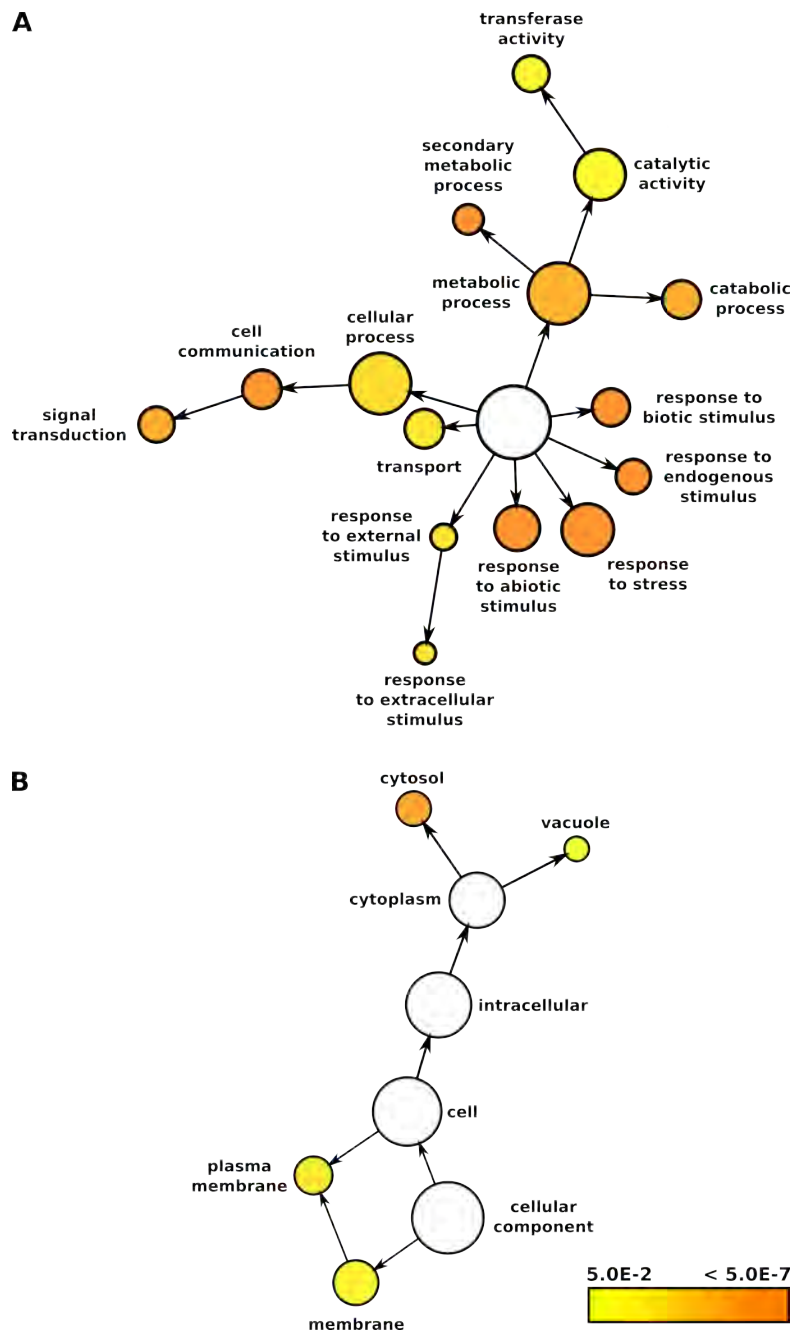 A
transferase
activity
secondary
metabolic
process
catalytic
activity
metabolic
process
catabolic
process
cellular
process
cell
communication
signal
transduction
response to
biotic stimulus
transport
response to
endogenous
stimulus
response
to external
stimulus
response
to abiotic
stimulus
response
to stress
response
to extracellular
stimulus
B
cytosol
vacuole
cytoplasm
intracellular
cell
plasma
membrane
cellular
component
membrane
5.0E-2 < 5.0E-7